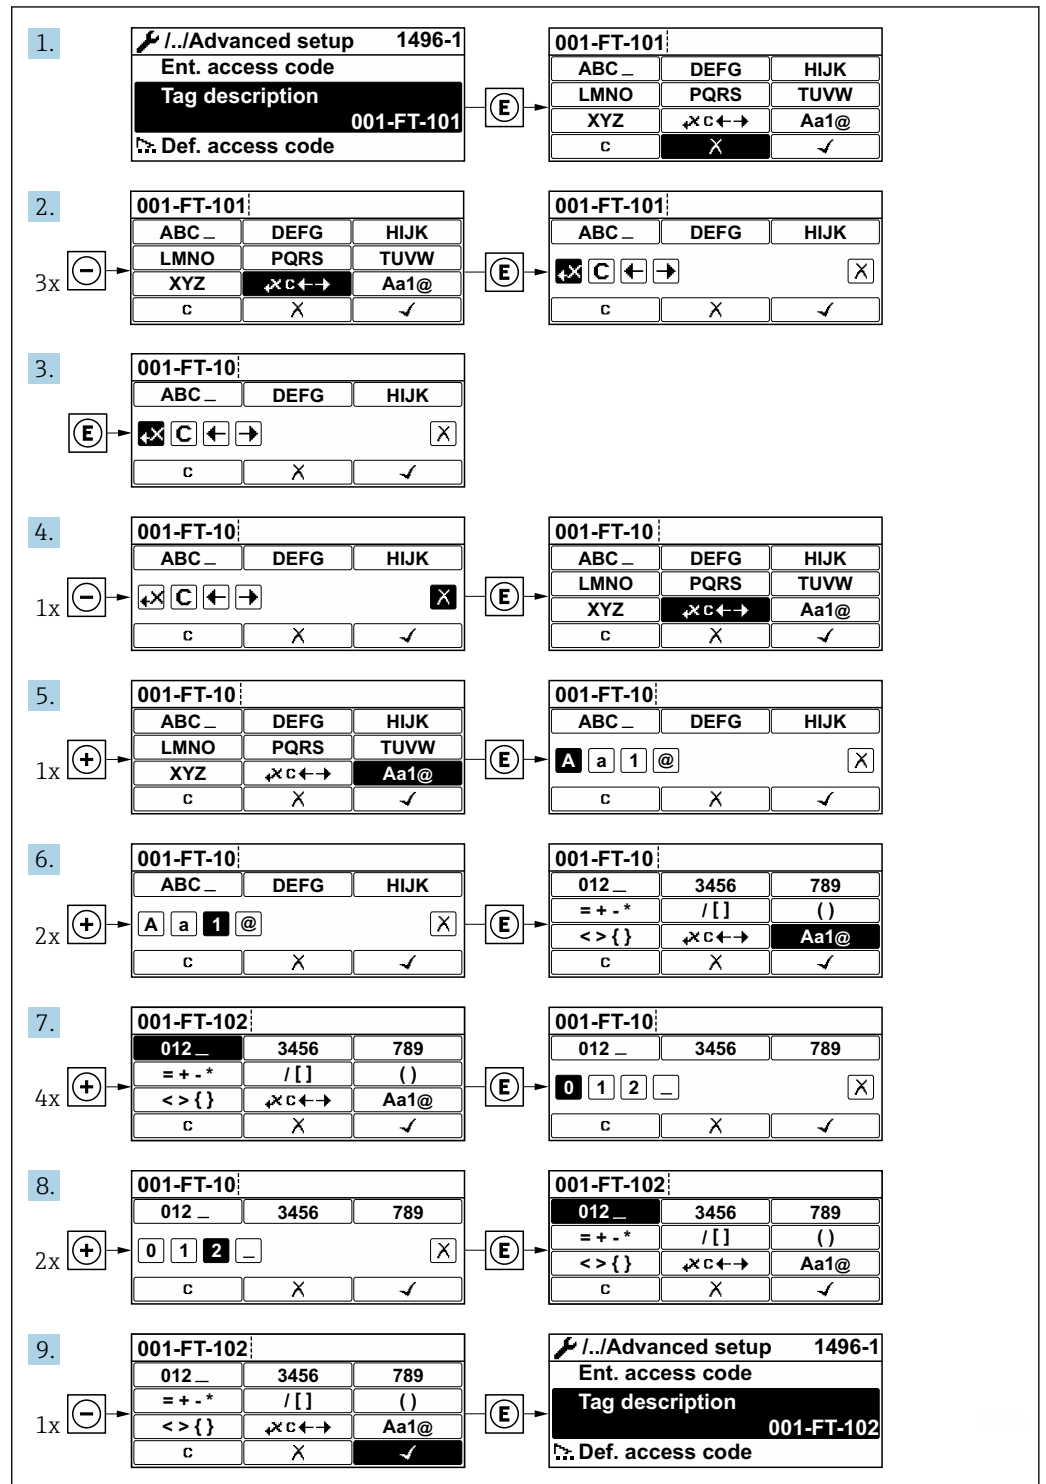 1.
/../Advanced setup 1496-1
Ent. access code
Tag description
001-FT-101
Def. access code
E
001-FT-101
ABC_ DEFG HIJK
LMNO PQRS TUVW
XYZ C←→ Aa1@
C X ✓
2.
3x -
001-FT-101
ABC_ DEFG HIJK
LMNO PQRS TUVW
XYZ C←→ Aa1@
C X ✓
E
001-FT-101
ABC_ DEFG HIJK
C ← → X
C X ✓
3.
E
001-FT-10
ABC_ DEFG HIJK
C ← → X
C X ✓
4.
1x -
001-FT-10
ABC_ DEFG HIJK
C ← → X
C X ✓
E
001-FT-10
ABC_ DEFG HIJK
LMNO PQRS TUVW
XYZ C←→ Aa1@
C X ✓
5.
1x +
001-FT-10
ABC_ DEFG HIJK
LMNO PQRS TUVW
XYZ C←→ Aa1@
C X ✓
E
001-FT-10
ABC_ DEFG HIJK
A a 1 @ X
C X ✓
6.
2x +
001-FT-10
ABC_ DEFG HIJK
A a 1 @ X
C X ✓
E
001-FT-10
012_ 3456 789
=+-* /[] ()
<>{} C←→ Aa1@
C X ✓
7.
4x +
001-FT-102
012_ 3456 789
=+-* /[] ()
<>{} C←→ Aa1@
C X ✓
E
001-FT-10
012_ 3456 789
0 1 2 _ X
C X ✓
8.
2x +
001-FT-10
012_ 3456 789
0 1 2 _ X
C X ✓
E
001-FT-102
012_ 3456 789
=+-* /[] ()
<>{} C←→ Aa1@
C X ✓
9.
1x -
001-FT-102
012_ 3456 789
=+-* /[] ()
<>{} C←→ Aa1@
C X ✓
E
/../Advanced setup 1496-1
Ent. access code
Tag description
001-FT-102
Def. access code